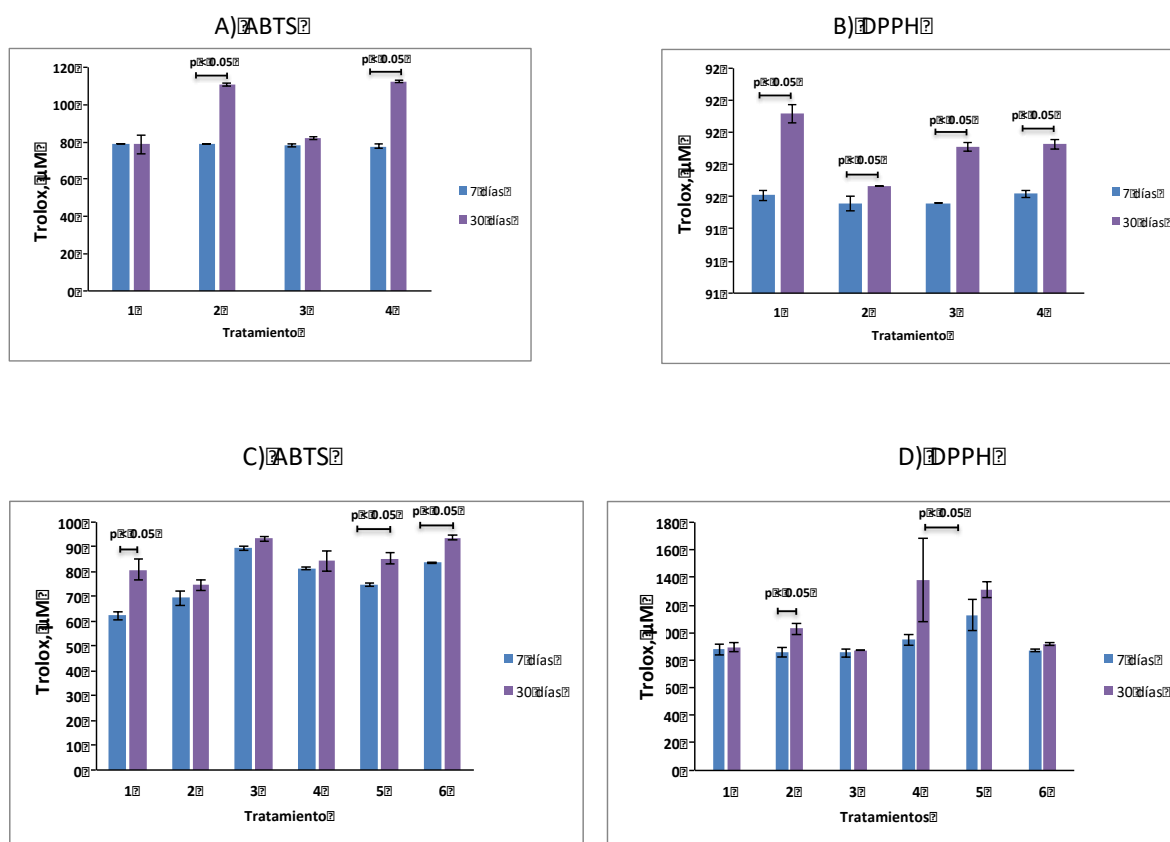 A) ABTS
p < 0.05
p < 0.05
120
100
80
60
40
20
0
Trolox, µM
1
2
3
4
Tratamiento
7 días
30 días
B) DPPH
p < 0.05
p < 0.05
p < 0.05
p < 0.05
92
92
92
92
92
91
91
91
Trolox, µM
1
2
3
4
Tratamiento
7 días
30 días
C) ABTS
p < 0.05
p < 0.05
p < 0.05
100
90
80
70
60
50
40
30
20
10
0
Trolox, µM
1
2
3
4
5
6
Tratamiento
7 días
30 días
D) DPPH
p < 0.05
p < 0.05
180
160
140
120
100
80
60
40
20
0
Trolox, µM
1
2
3
4
5
6
Tratamientos
7 días
30 días